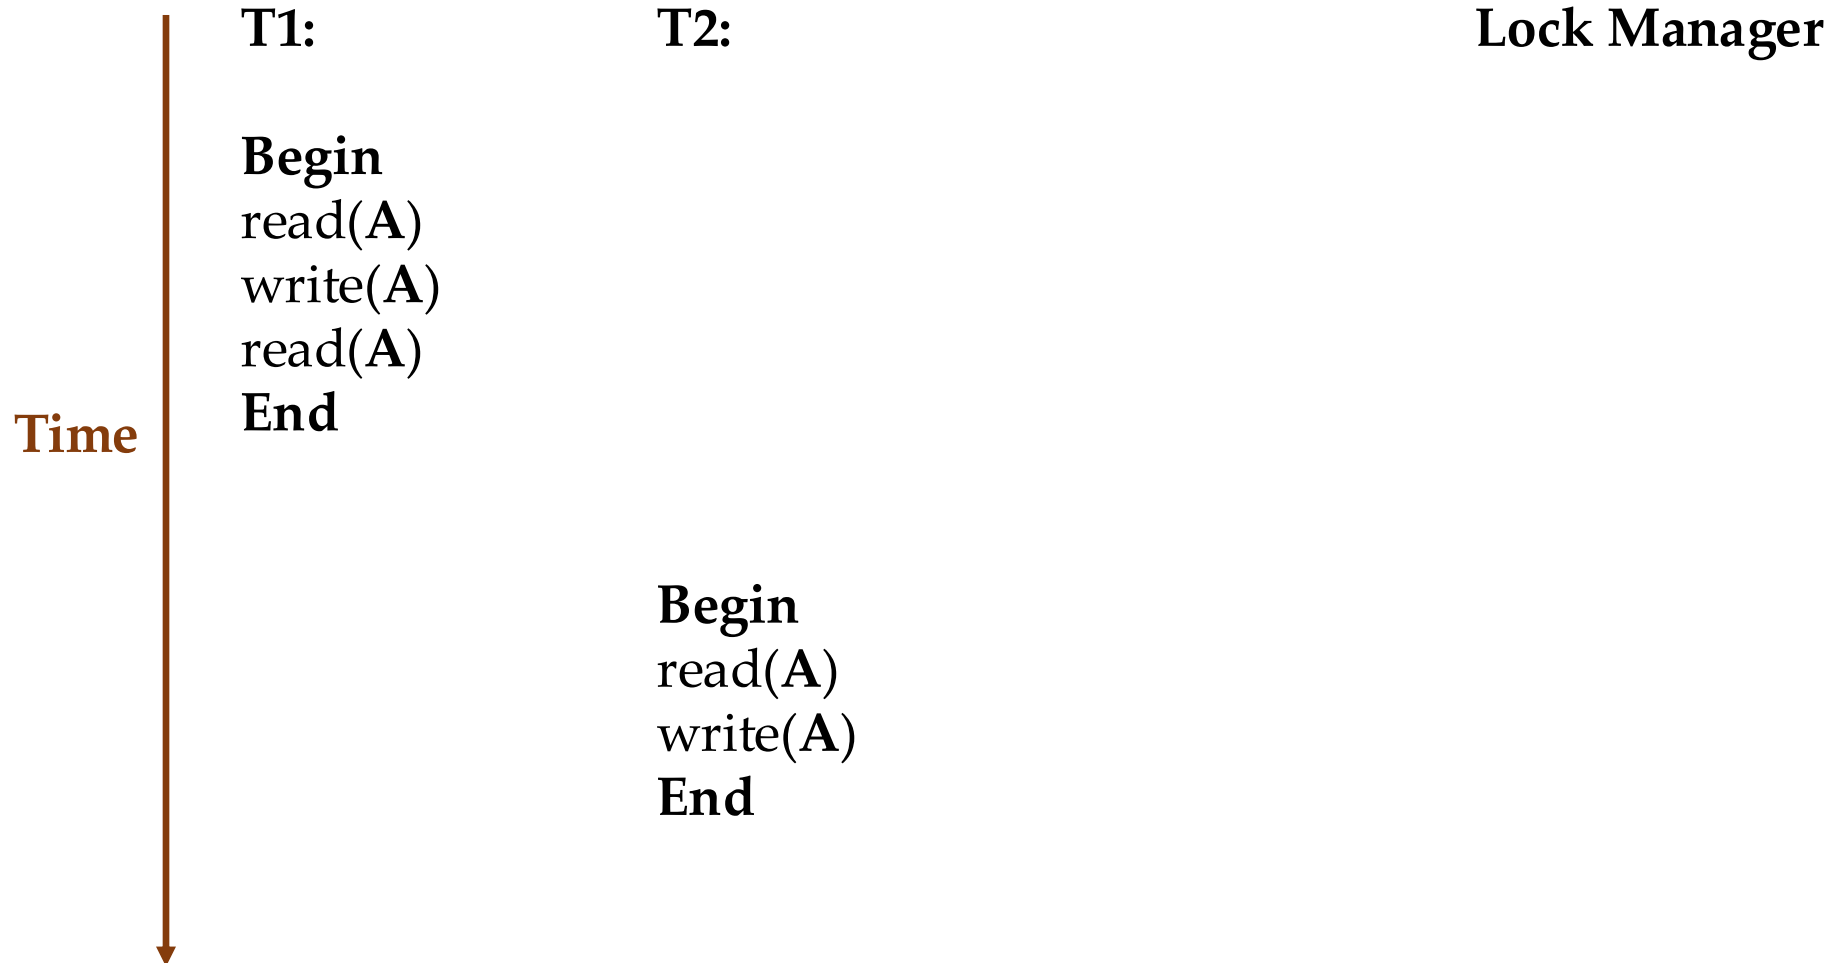 T1: T2: Lock Manager
Begin
read(A)
write(A)
read(A)
End
Time
Begin
read(A)
write(A)
End